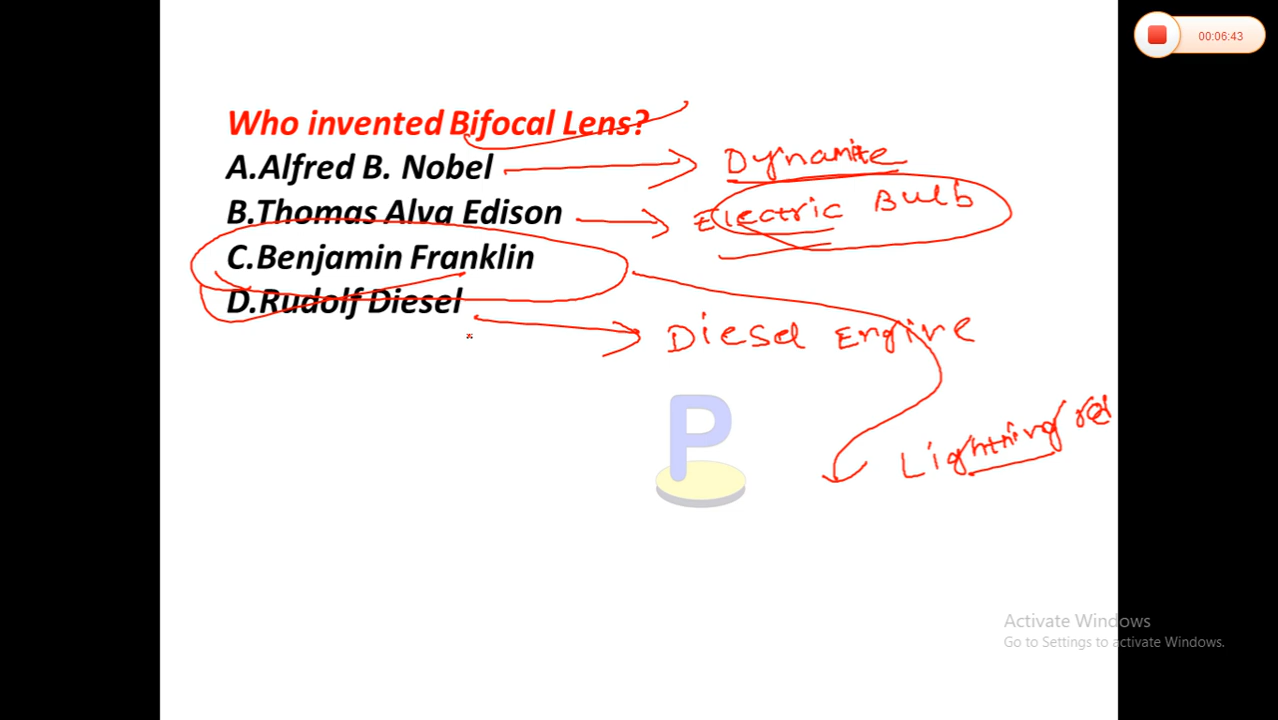 00:06:43
Who invented Bifocal Lens?
A.Alfred B. Nobel
Dynamite
B.Thomas Alva Edison
Electric Bulb
C.Benjamin Franklin
D.Rudolf Diesel
Diesel Engine
Lightning rod
P
Activate Windows
Go to Settings to activate Windows.